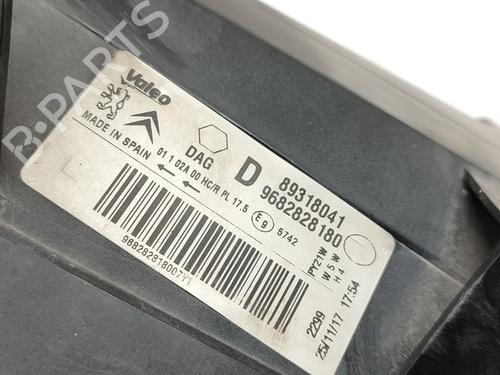 R-PARTS
Valeo
MADE IN SPAIN
DAG
D
89318041
9682828180
01 1 02A 00 HC/R PL 17.5
E9
5742
PY21W
W5W
H4
L
968282818007Y1
2299
25/11/17 17:54